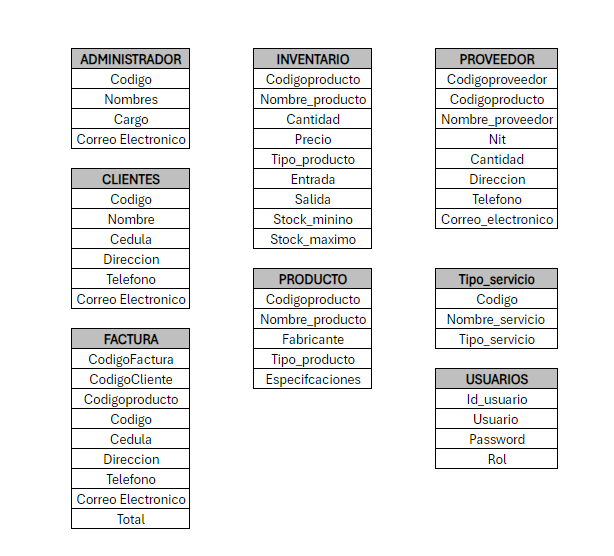 ADMINISTRADOR
Codigo
Nombres
Cargo
Correo Electronico
CLIENTES
Codigo
Nombre
Cedula
Direccion
Telefono
Correo Electronico
FACTURA
CodigoFactura
CodigoCliente
Codigoproducto
Codigo
Cedula
Direccion
Telefono
Correo Electronico
Total
INVENTARIO
Codigoproducto
Nombre_producto
Cantidad
Precio
Tipo_producto
Entrada
Salida
Stock_minino
Stock_maximo
PRODUCTO
Codigoproducto
Nombre_producto
Fabricante
Tipo_producto
Especifcaciones
PROVEEDOR
Codigoproveedor
Codigoproducto
Nombre_proveedor
Nit
Cantidad
Direccion
Telefono
Correo_electronico
Tipo_servicio
Codigo
Nombre_servicio
Tipo_servicio
USUARIOS
Id_usuario
Usuario
Password
Rol